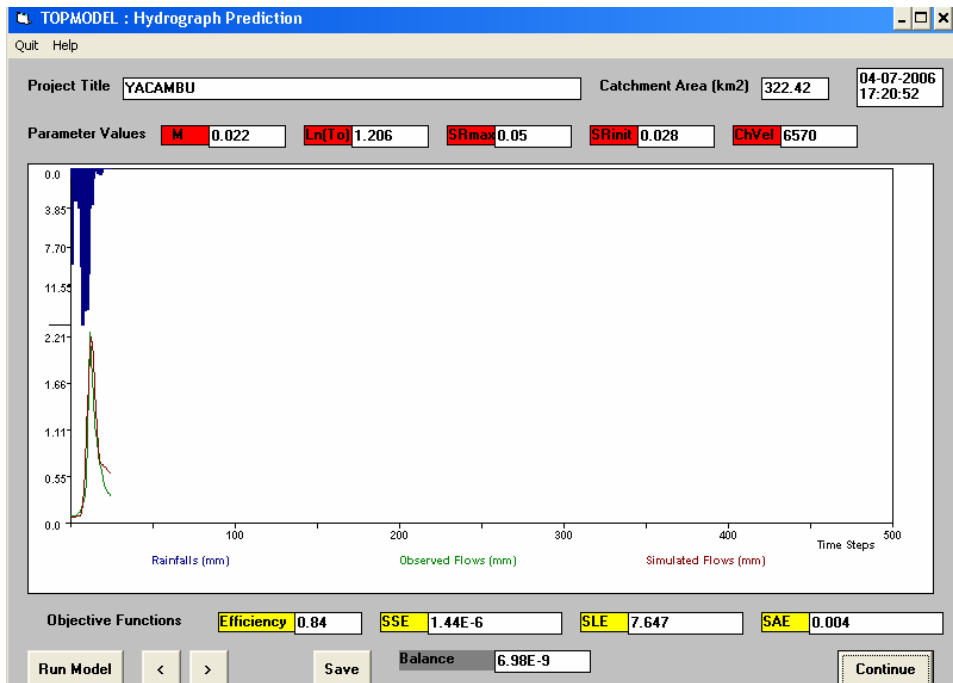 TOPMODEL : Hydrograph Prediction
Quit Help
Project Title YACAMBU Catchment Area (km2) 322.42 04-07-2006
17:20:52
Parameter Values M 0.022 Ln(To) 1.206 SRmax 0.05 SRinit 0.028 ChVel 6570
0.0
3.85
7.70
11.55
2.21
1.66
1.11
0.55
0.0
100 200 300 400 500
Time Steps
Rainfalls (mm) Observed Flows (mm) Simulated Flows (mm)
Objective Functions Efficiency 0.84 SSE 1.44E-6 SLE 7.647 SAE 0.004
Run Model < > Save Balance 6.98E-9 Continue